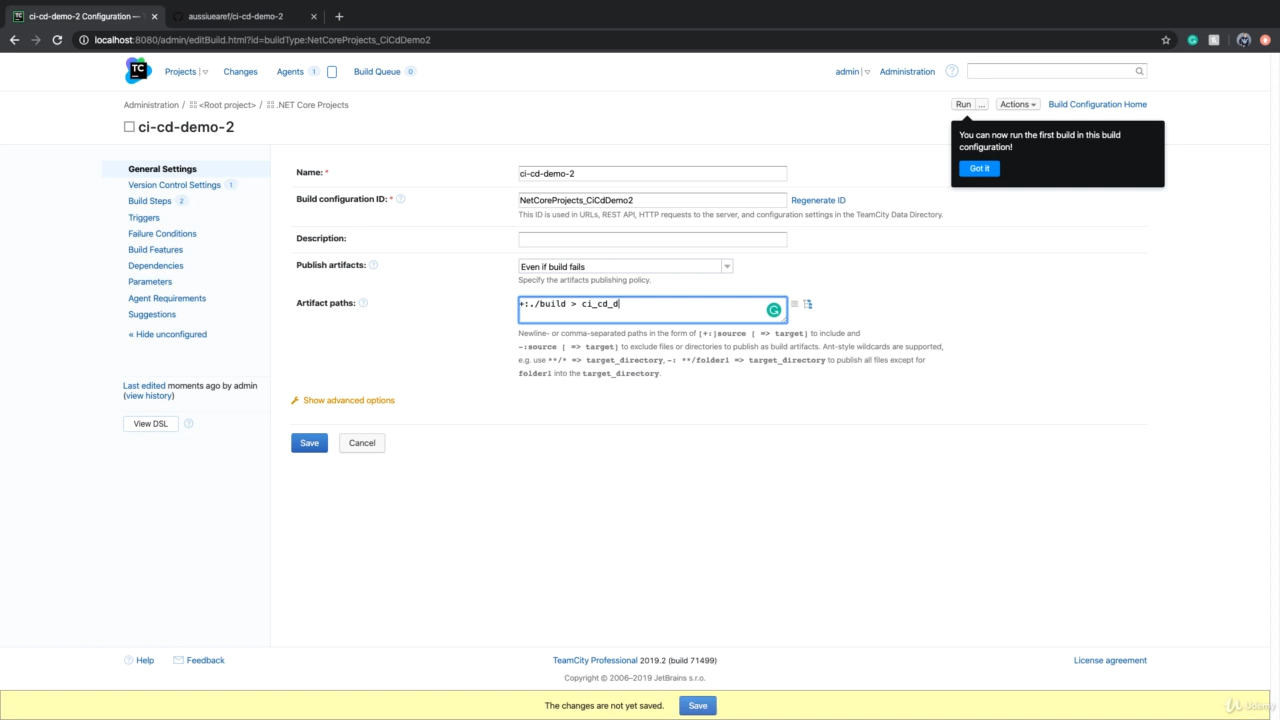 ci-cd-demo-2 Configuration —
aussiuearef/ci-cd-demo-2
localhost:8080/admin/editBuild.html?id=buildType:NetCoreProjects_CiCdDemo2
TC
Projects
Changes
Agents 1
Build Queue 0
admin
Administration
Administration / <Root project> / .NET Core Projects
Run ...
Actions
Build Configuration Home
ci-cd-demo-2
You can now run the first build in this build
configuration!
Got it
General Settings
Version Control Settings 1
Build Steps 2
Triggers
Failure Conditions
Build Features
Dependencies
Parameters
Agent Requirements
Suggestions
« Hide unconfigured
Last edited moments ago by admin
(view history)
View DSL
Name: *
ci-cd-demo-2
Build configuration ID: *
NetCoreProjects_CiCdDemo2
Regenerate ID
This ID is used in URLs, REST API, HTTP requests to the server, and configuration settings in the TeamCity Data Directory.
Description:
Publish artifacts:
Even if build fails
Specify the artifacts publishing policy.
Artifact paths:
+:./build > ci_cd_d
Newline- or comma-separated paths in the form of [+:]source [ => target] to include and
-:source [ => target] to exclude files or directories to publish as build artifacts. Ant-style wildcards are supported,
e.g. use **/* => target_directory, -: **/folder1 => target_directory to publish all files except for
folder1 into the target_directory.
Show advanced options
Save
Cancel
Help
Feedback
TeamCity Professional 2019.2 (build 71499)
License agreement
Copyright © 2006–2019 JetBrains s.r.o.
The changes are not yet saved.
Save
Udemy